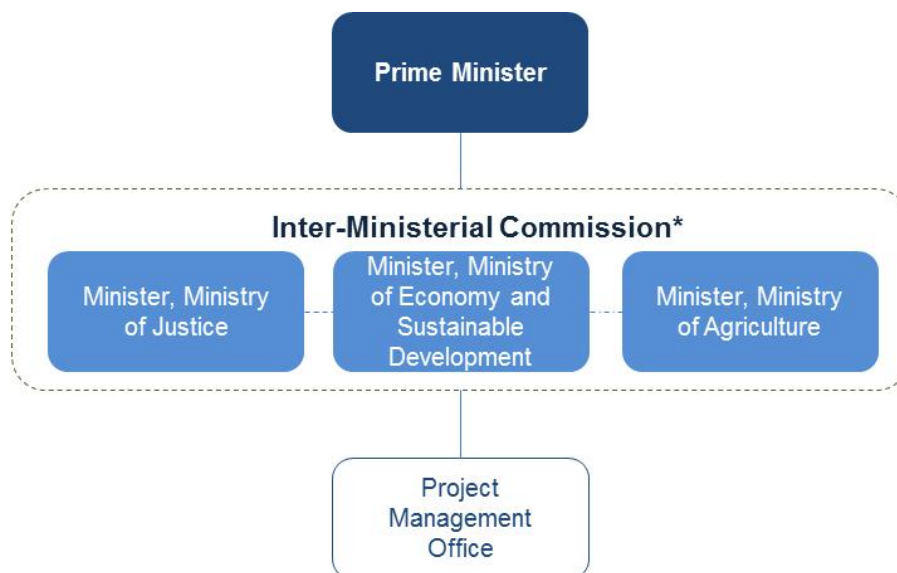 Prime Minister
Inter-Ministerial Commission*
Minister, Ministry
of Justice
Minister, Ministry
of Economy and
Sustainable
Development
Minister, Ministry
of Agriculture
Project
Management
Office